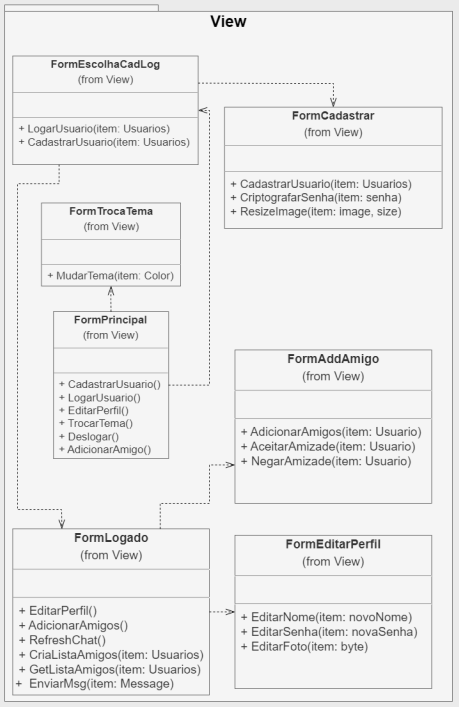 View
FormEscolhaCadLog
(from View)
+ LogarUsuario(item: Usuarios)
+ CadastrarUsuario(item: Usuarios)
FormCadastrar
(from View)
+ CadastrarUsuario(item: Usuarios)
+ CriptografarSenha(item: senha)
+ ResizeImage(item: image, size)
FormTrocaTema
(from View)
+ MudarTema(item: Color)
FormPrincipal
(from View)
+ CadastrarUsuario()
+ LogarUsuario()
+ EditarPerfil()
+ TrocarTema()
+ Deslogar()
+ AdicionarAmigo()
FormAddAmigo
(from View)
+ AdicionarAmigos(item: Usuario)
+ AceitarAmizade(item: Usuario)
+ NegarAmizade(item: Usuario)
FormLogado
(from View)
+ EditarPerfil()
+ AdicionarAmigos()
+ RefreshChat()
+ CriaListaAmigos(item: Usuarios)
+ GetListaAmigos(item: Usuarios)
+ EnviarMsg(item: Message)
FormEditarPerfil
(from View)
+ EditarNome(item: novoNome)
+ EditarSenha(item: novaSenha)
+ EditarFoto(item: byte)